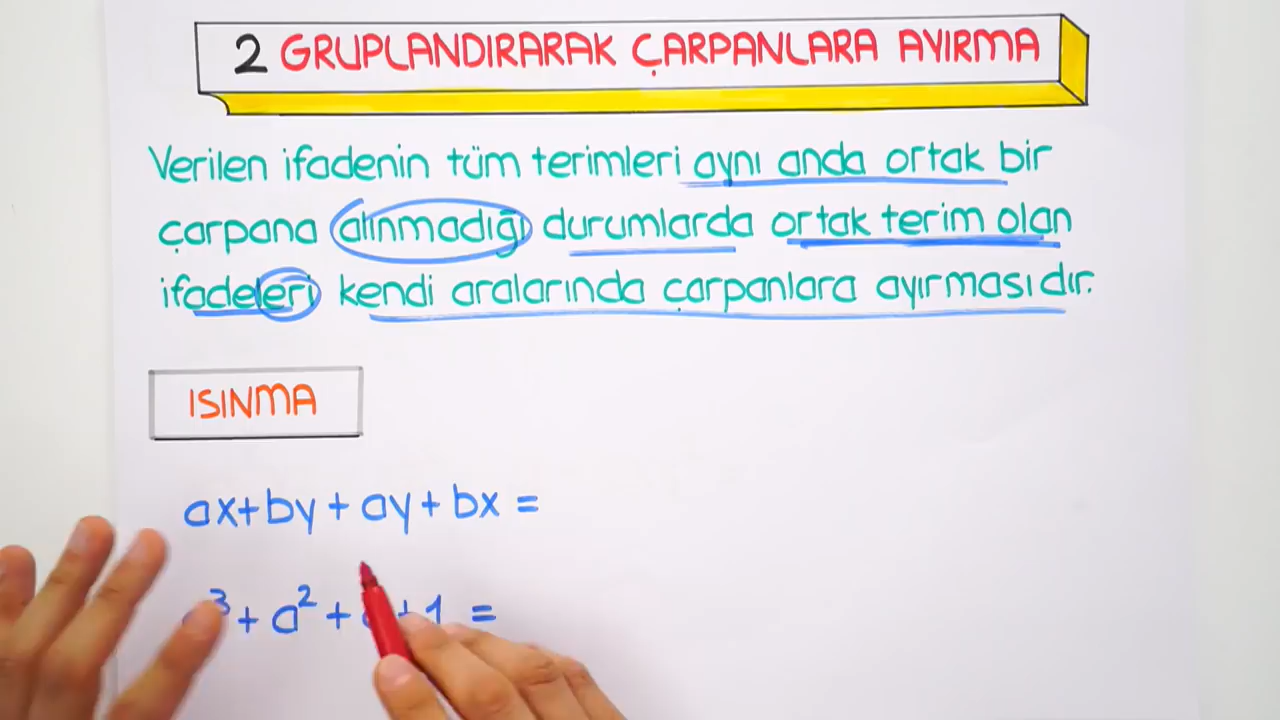 2 GRUPLANDIRARAK ÇARPANLARA AYIRMA
Verilen ifadenin tüm terimleri aynı anda ortak bir
çarpana alınmadığı durumlarda ortak terim olan
ifadeleri kendi aralarında çarpanlara ayırmasıdır.
ISINMA
ax+by+ay+bx=
3+a²+ +1 =